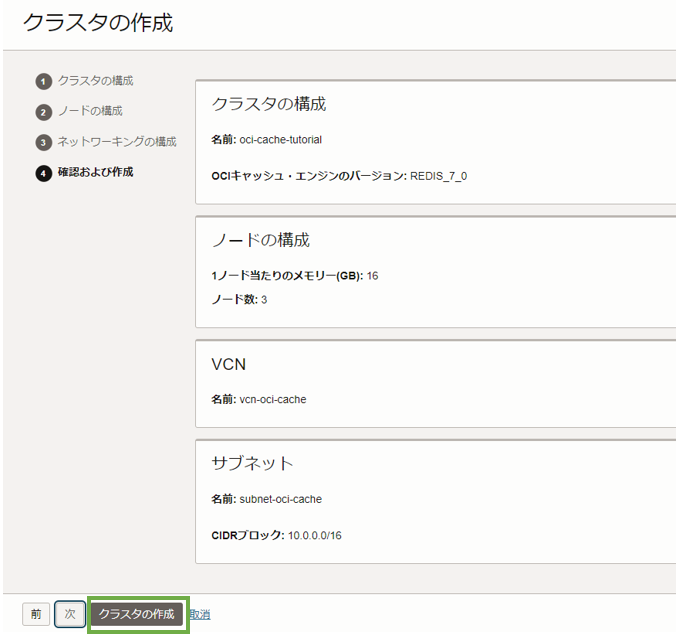 クラスタの作成
1 クラスタの構成
2 ノードの構成
3 ネットワーキングの構成
4 確認および作成
クラスタの構成
名前: oci-cache-tutorial
OCIキャッシュ・エンジンのバージョン: REDIS_7_0
ノードの構成
1ノード当たりのメモリー(GB): 16
ノード数: 3
VCN
名前: vcn-oci-cache
サブネット
名前: subnet-oci-cache
CIDRブロック: 10.0.0.0/16
前 次 クラスタの作成 取消